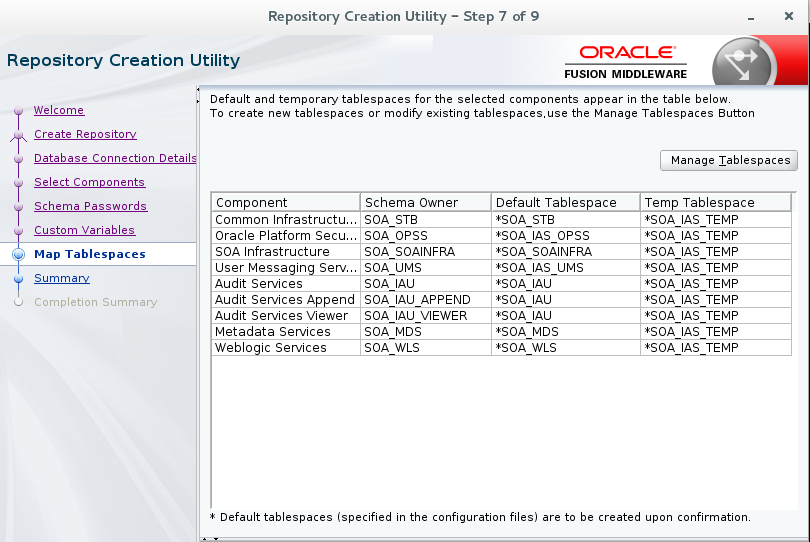 Repository Creation Utility – Step 7 of 9
Repository Creation Utility
ORACLE
FUSION MIDDLEWARE
Welcome
Create Repository
Database Connection Details
Select Components
Schema Passwords
Custom Variables
Map Tablespaces
Summary
Completion Summary
Default and temporary tablespaces for the selected components appear in the table below.
To create new tablespaces or modify existing tablespaces,use the Manage Tablespaces Button
Manage Tablespaces
Component Schema Owner Default Tablespace Temp Tablespace
Common Infrastructu... SOA_STB *SOA_STB *SOA_IAS_TEMP
Oracle Platform Secu... SOA_OPSS *SOA_IAS_OPSS *SOA_IAS_TEMP
SOA Infrastructure SOA_SOAINFRA *SOA_SOAINFRA *SOA_IAS_TEMP
User Messaging Serv... SOA_UMS *SOA_IAS_UMS *SOA_IAS_TEMP
Audit Services SOA_IAU *SOA_IAU *SOA_IAS_TEMP
Audit Services Append SOA_IAU_APPEND *SOA_IAU *SOA_IAS_TEMP
Audit Services Viewer SOA_IAU_VIEWER *SOA_IAU *SOA_IAS_TEMP
Metadata Services SOA_MDS *SOA_MDS *SOA_IAS_TEMP
Weblogic Services SOA_WLS *SOA_WLS *SOA_IAS_TEMP
* Default tablespaces (specified in the configuration files) are to be created upon confirmation.